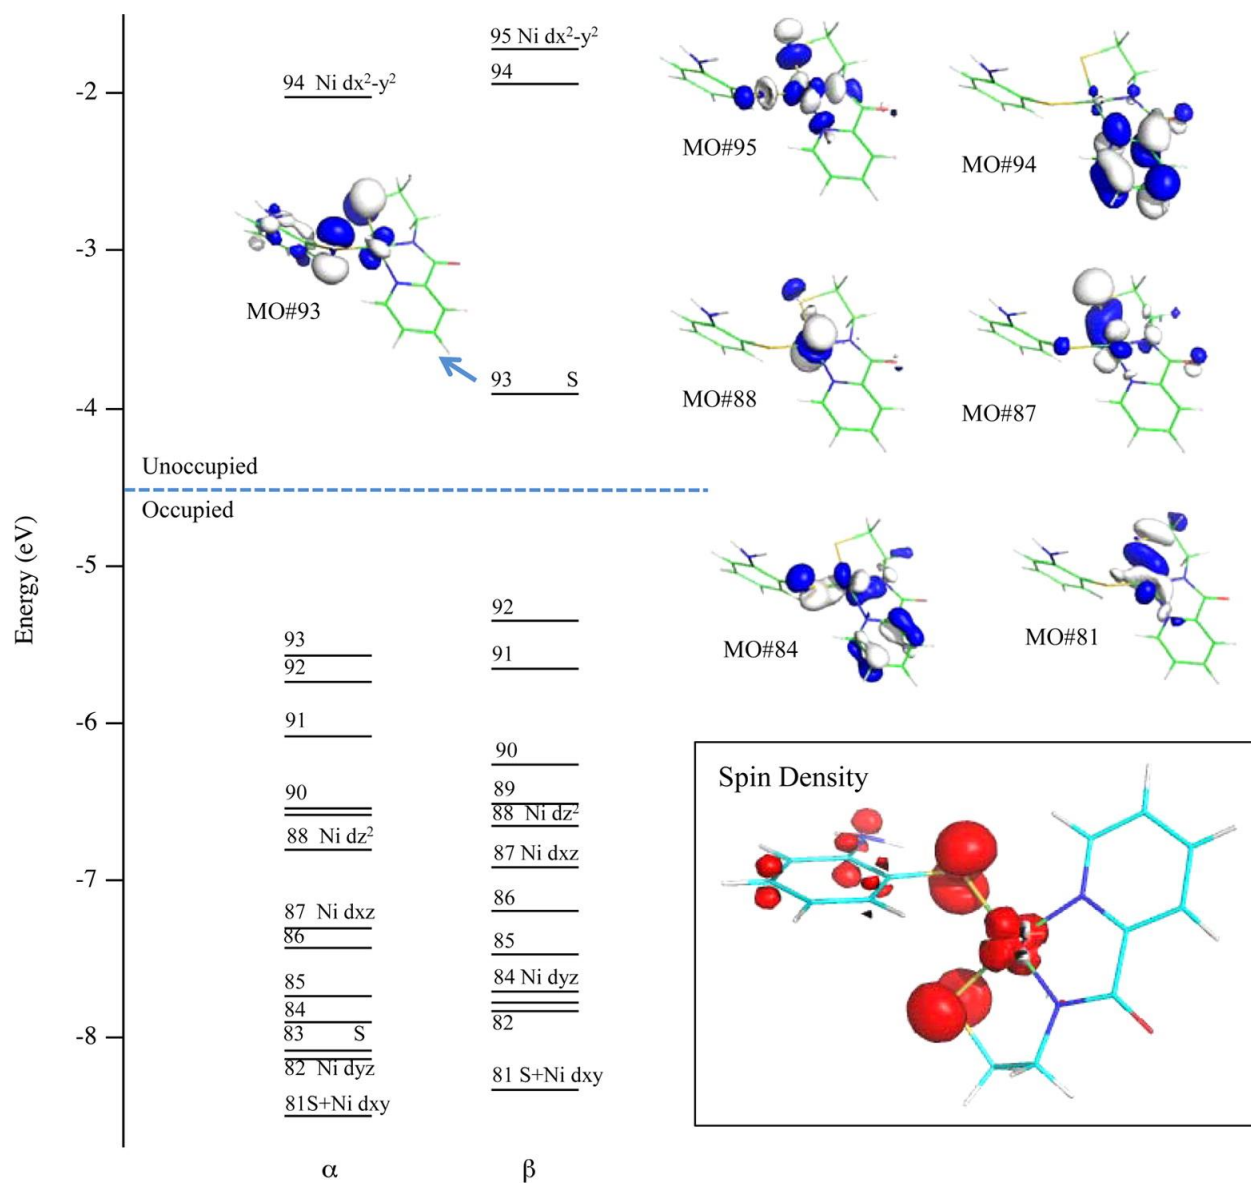 Energy (eV)
-2
-3
-4
-5
-6
-7
-8
94 Ni dx²-y²
MO#93
Unoccupied
Occupied
93
92
91
90
88 Ni dz²
87 Ni dxz
86
85
84
83 S
82 Ni dyz
81S+Ni dxy
α
95 Ni dx²-y²
94
93 S
92
91
90
89
88 Ni dz²
87 Ni dxz
86
85
84 Ni dyz
82
81 S+Ni dxy
β
MO#95
MO#94
MO#88
MO#87
MO#84
MO#81
Spin Density